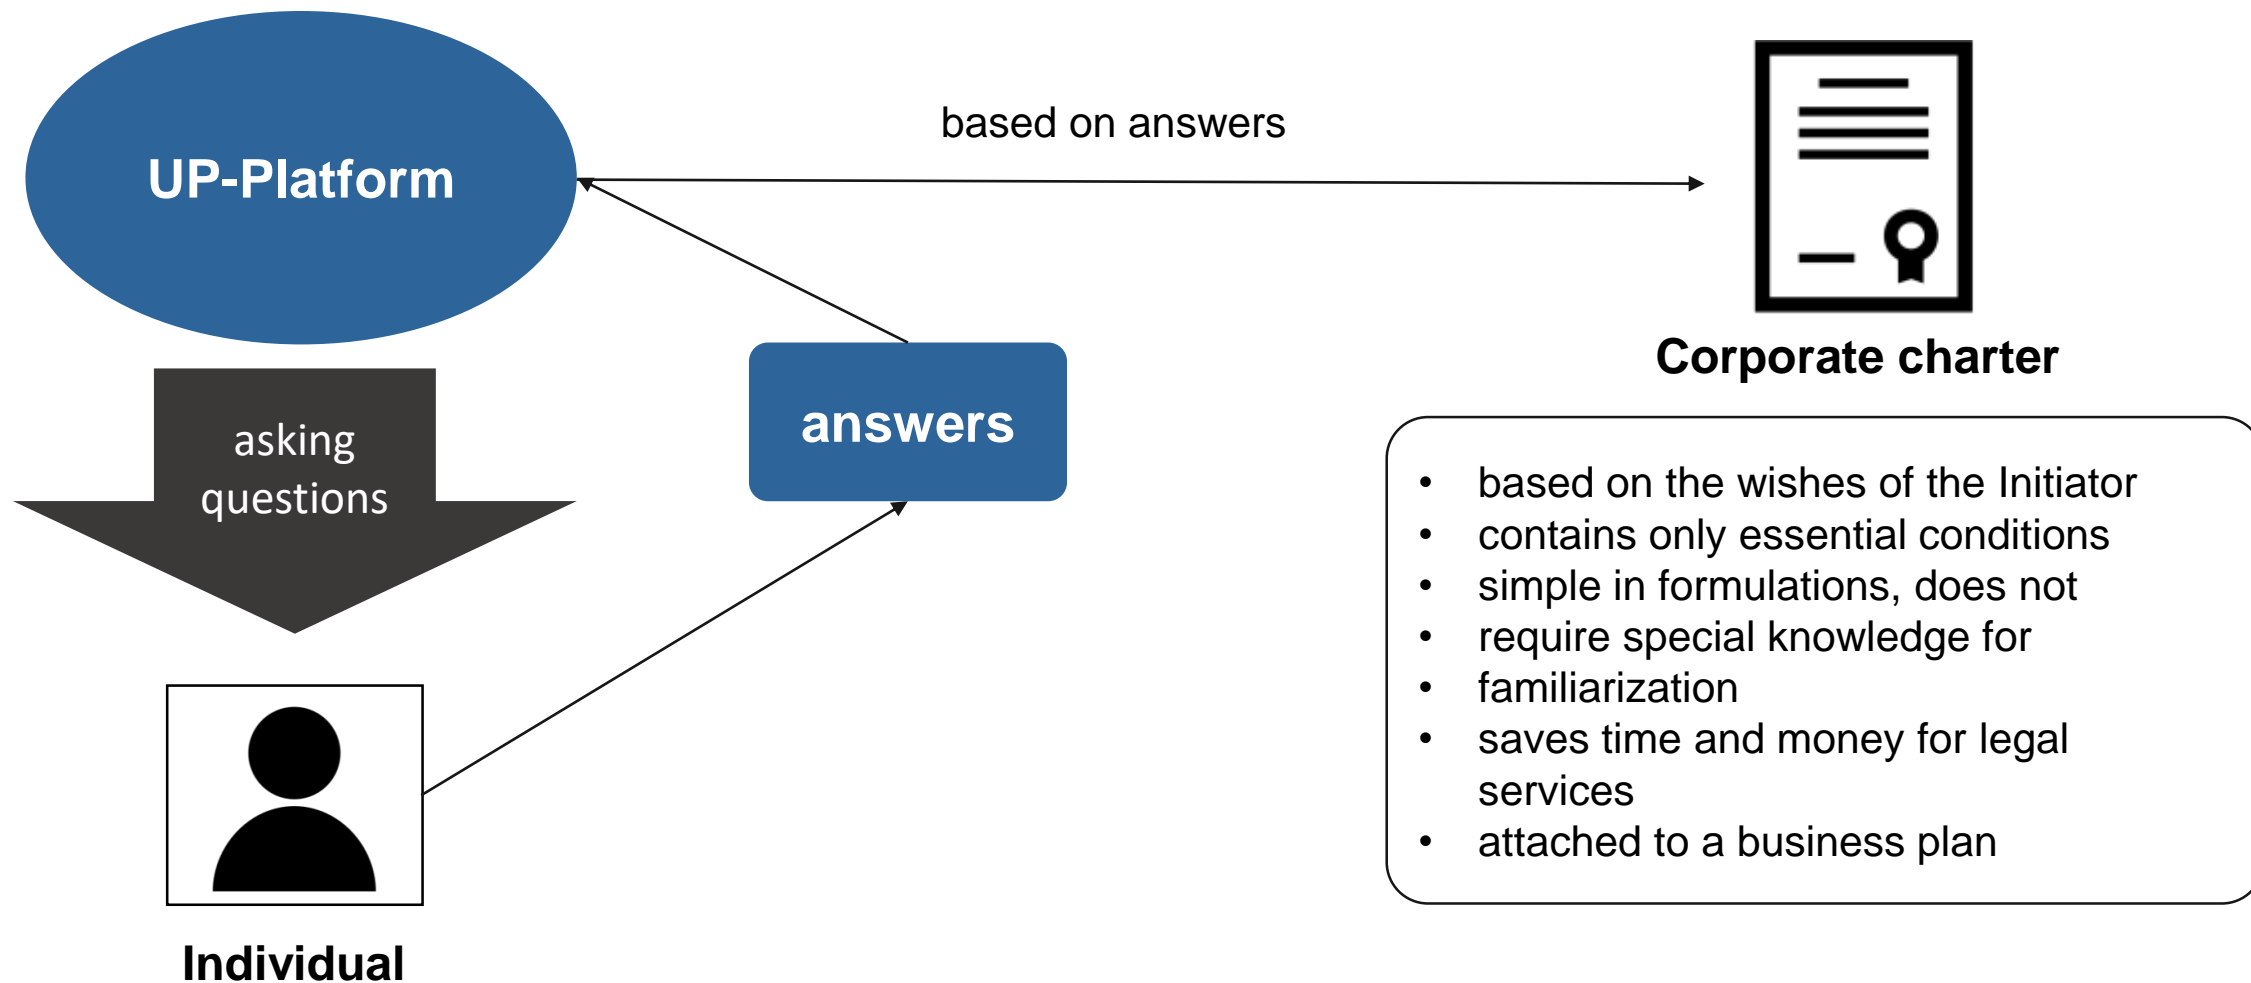 UP-Platform
based on answers
asking
questions
answers
Individual
Corporate charter
• based on the wishes of the Initiator
• contains only essential conditions
• simple in formulations, does not
• require special knowledge for
• familiarization
• saves time and money for legal
services
• attached to a business plan